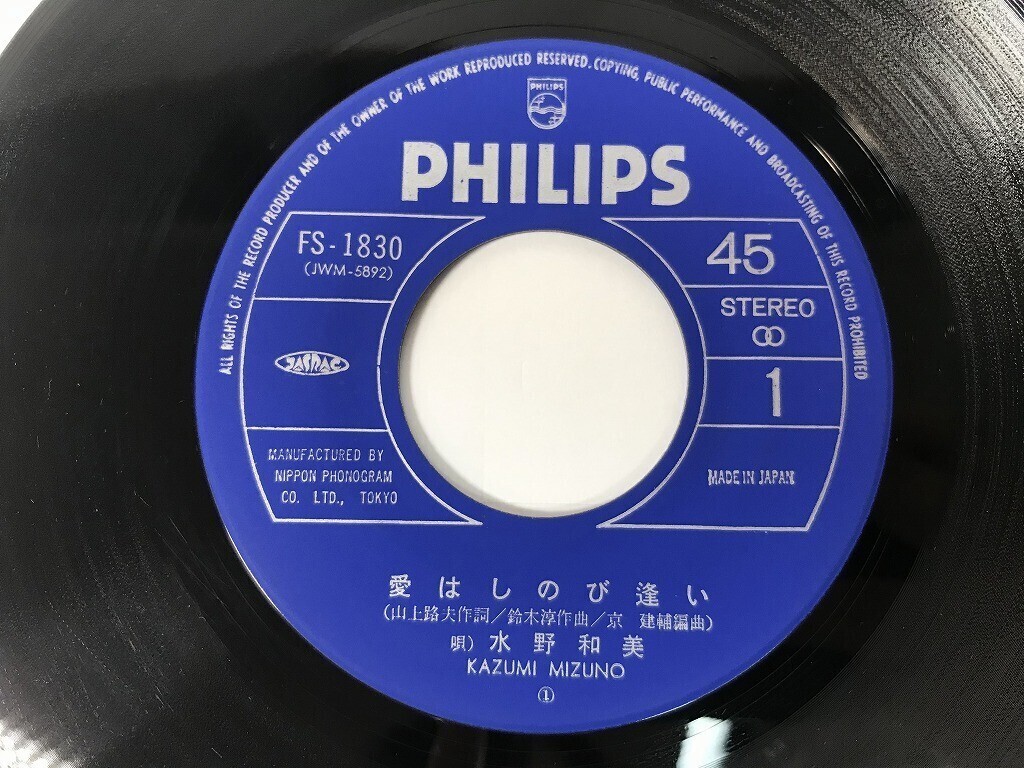 ALL RIGHTS OF THE RECORD PRODUCER AND OF THE OWNER OF THE WORK REPRODUCED RESERVED. COPYING, PUBLIC PERFORMANCE AND BROADCASTING OF THIS RECORD PROHIBITED
PHILIPS
PHILIPS
FS-1830
(JWM-5892)
JASRAC
MANUFACTURED BY
NIPPON PHONOGRAM
CO. LTD., TOKYO
45
STEREO
1
MADE IN JAPAN
愛はしのび逢い
(山上路夫作詞/鈴木淳作曲/京 建輔編曲)
唄) 水野和美
KAZUMI MIZUNO
①